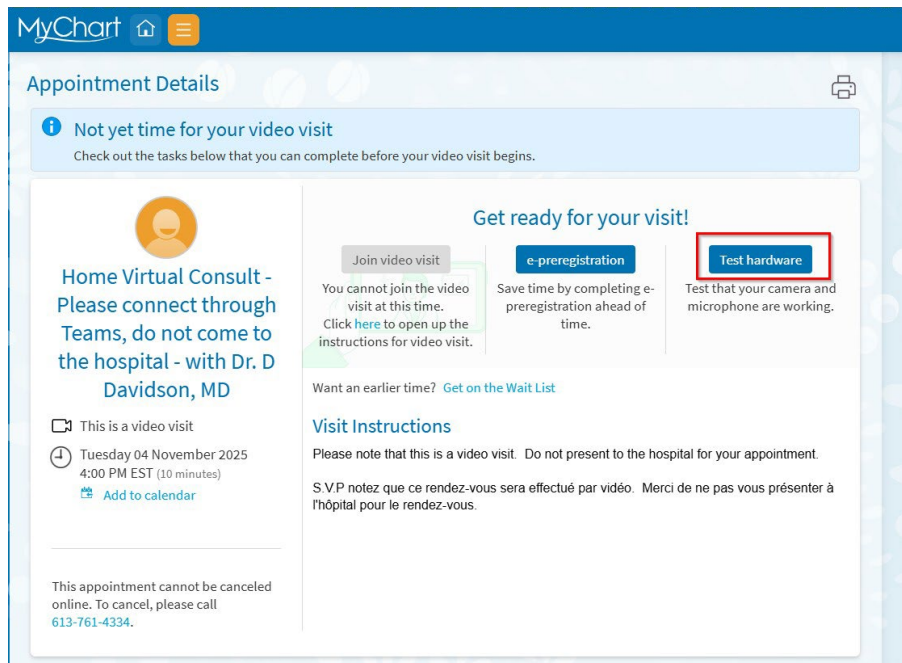 MyChart
Appointment Details
Not yet time for your video visit
Check out the tasks below that you can complete before your video visit begins.
Home Virtual Consult -
Please connect through
Teams, do not come to
the hospital - with Dr. D
Davidson, MD
This is a video visit
Tuesday 04 November 2025
4:00 PM EST (10 minutes)
Add to calendar
This appointment cannot be canceled
online. To cancel, please call
613-761-4334.
Get ready for your visit!
Join video visit
You cannot join the video
visit at this time.
Click here to open up the
instructions for video visit.
e-preregistration
Save time by completing e-
preregistration ahead of
time.
Test hardware
Test that your camera and
microphone are working.
Want an earlier time? Get on the Wait List
Visit Instructions
Please note that this is a video visit. Do not present to the hospital for your appointment.
S.V.P notez que ce rendez-vous sera effectué par vidéo. Merci de ne pas vous présenter à
l'hôpital pour le rendez-vous.